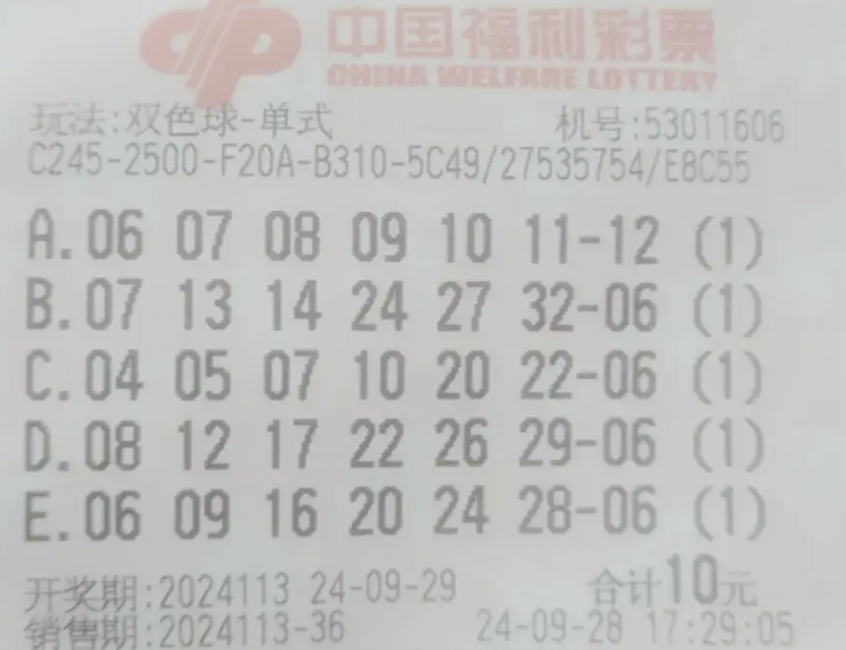 中国福利彩票
CHINA WELFARE LOTTERY
玩法:双色球-单式 机号:53011606
C245-2500-F20A-B310-5C49/27535754/E8C55
A.06 07 08 09 10 11-12 (1)
B.07 13 14 24 27 32-06 (1)
C.04 05 07 10 20 22-06 (1)
D.08 12 17 22 26 29-06 (1)
E.06 09 16 20 24 28-06 (1)
开奖期:2024113 24-09-29 合计10元
销售期:2024113-36 24-09-28 17:29:05